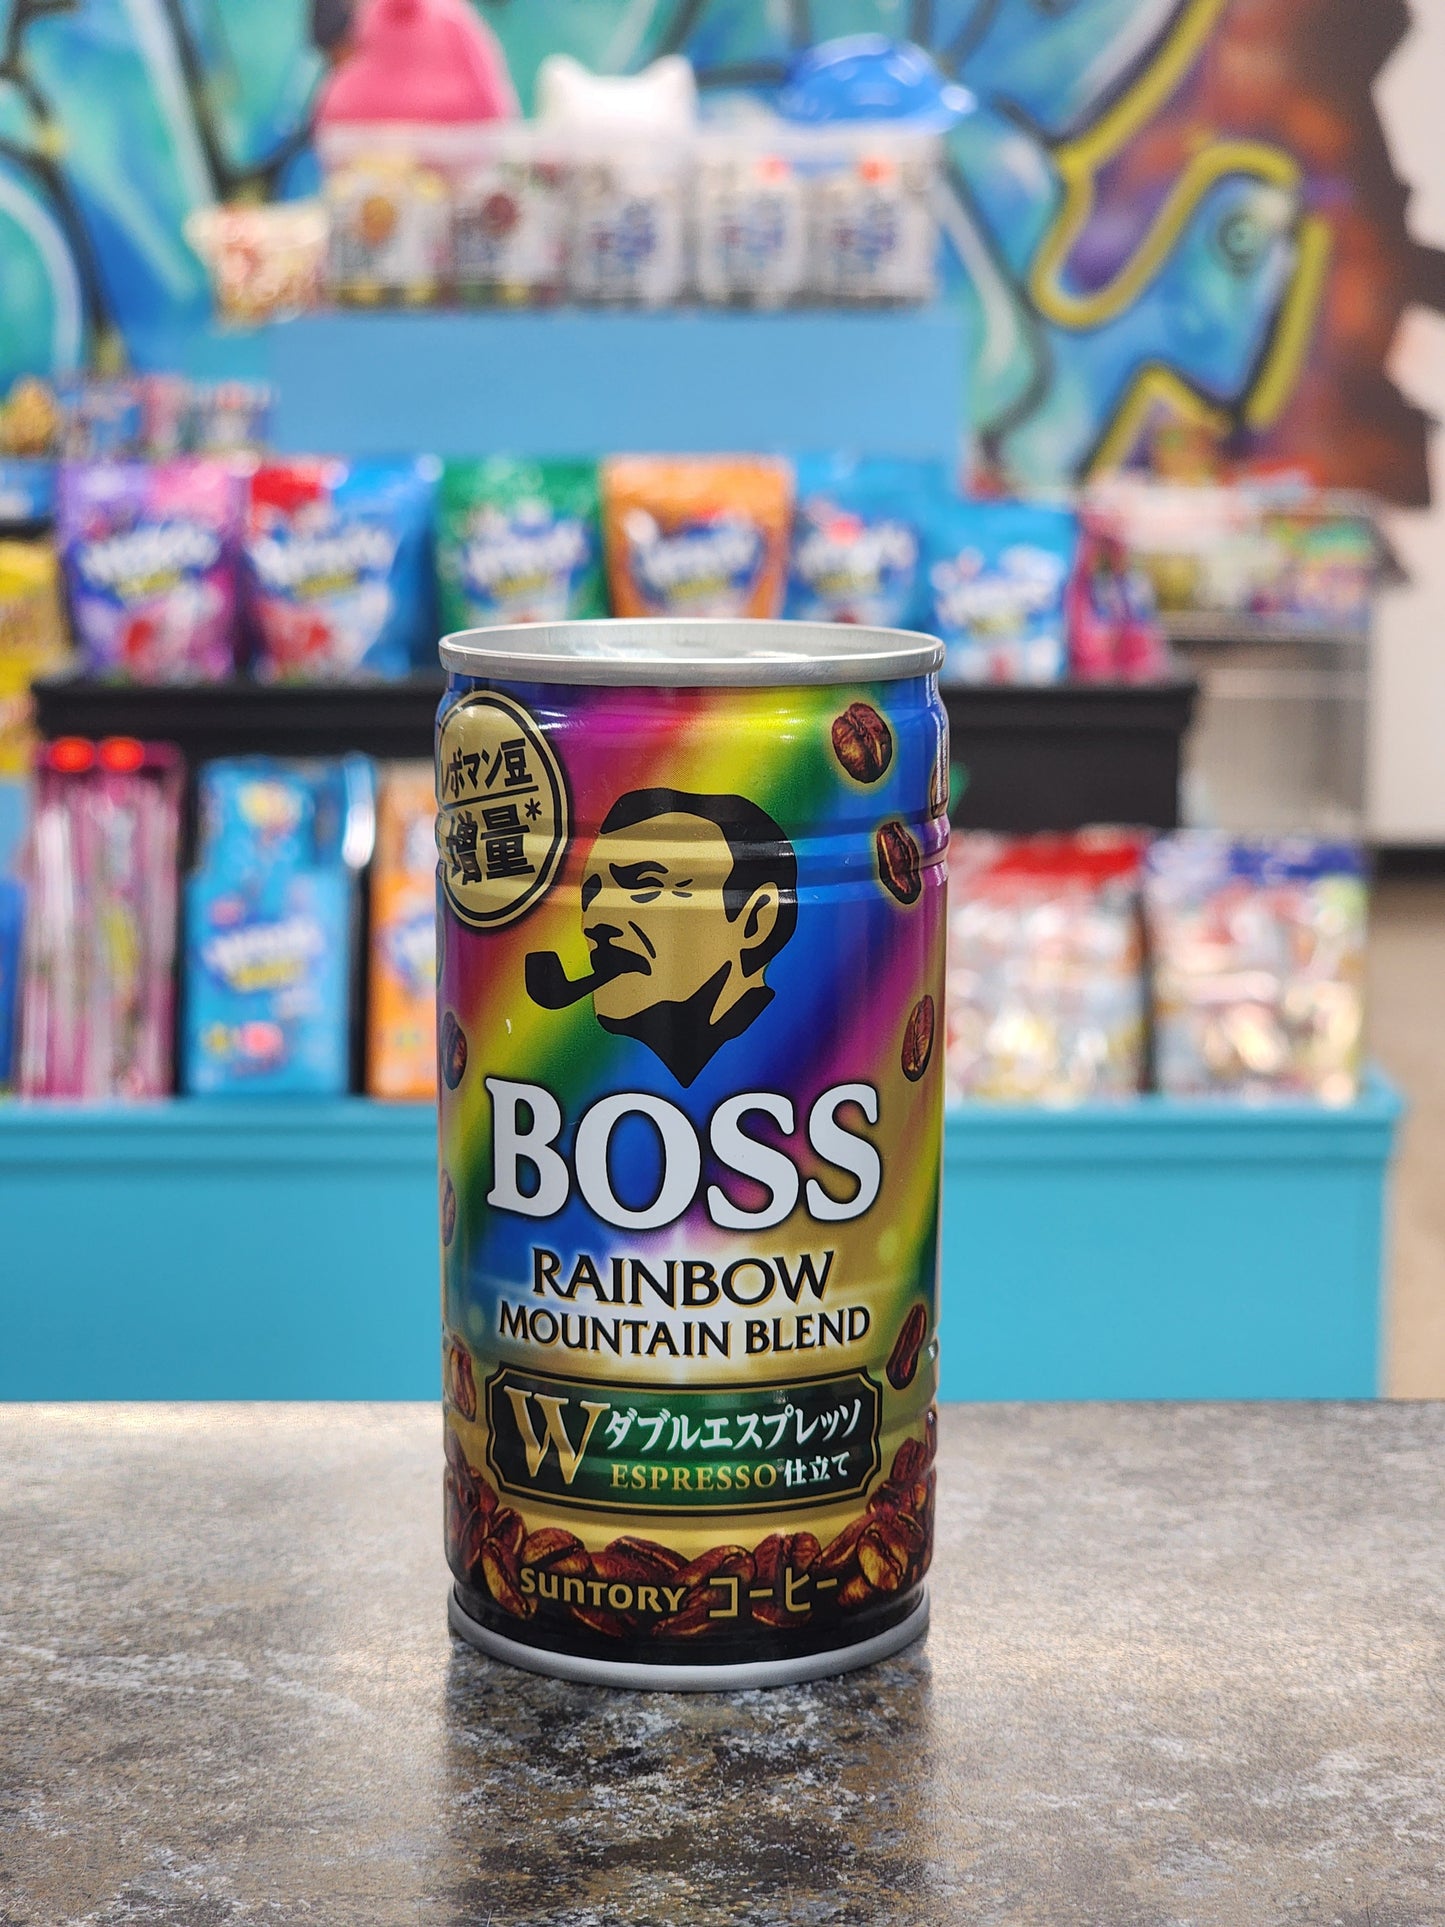 レボマン豆
増量*
BOSS
RAINBOW
MOUNTAIN BLEND
W ダブルエスプレッソ
ESPRESSO 仕立て
SUNTORY コーヒー